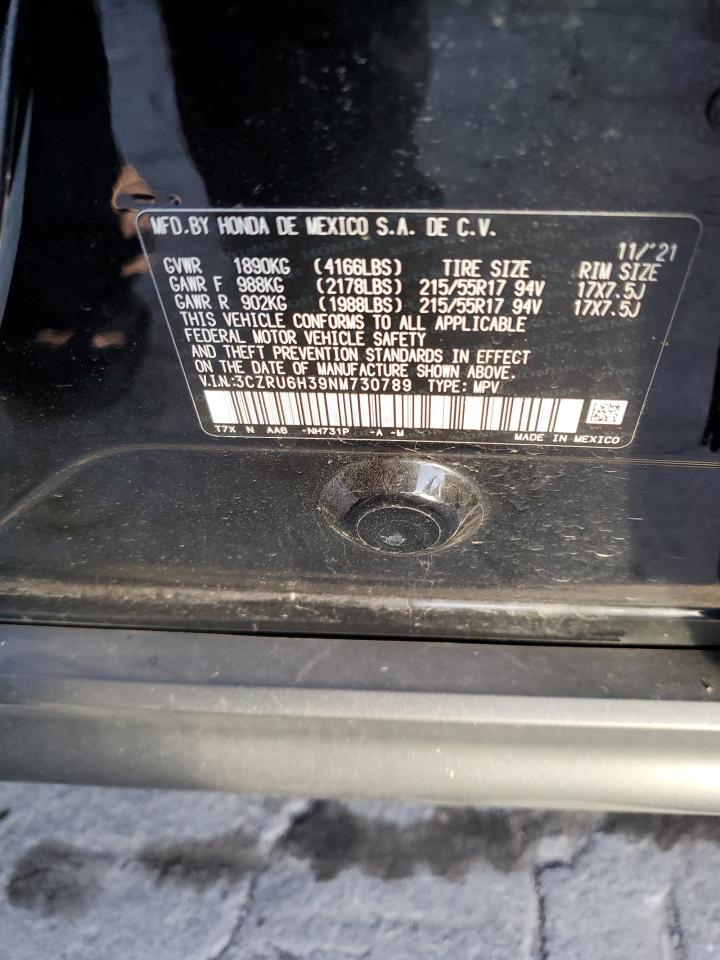 MFD.BY HONDA DE MEXICO S.A. DE C.V.
11/'21
GVWR 1890KG (4166LBS) TIRE SIZE RIM SIZE
GAWR F 988KG (2178LBS) 215/55R17 94V 17X7.5J
GAWR R 902KG (1988LBS) 215/55R17 94V 17X7.5J
THIS VEHICLE CONFORMS TO ALL APPLICABLE
FEDERAL MOTOR VEHICLE SAFETY
AND THEFT PREVENTION STANDARDS IN EFFECT
ON THE DATE OF MANUFACTURE SHOWN ABOVE.
V.I.N.:3CZRU6H39NM730789 TYPE: MPV
T7X N AA6 -NH731P -A -M
MADE IN MEXICO